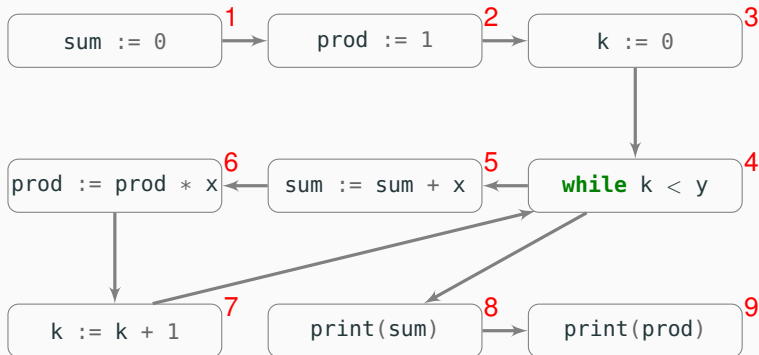 sum := 0 1
prod := 1 2
k := 0 3
prod := prod * x 6
sum := sum + x 5
while k < y 4
k := k + 1 7
print(sum) 8
print(prod) 9